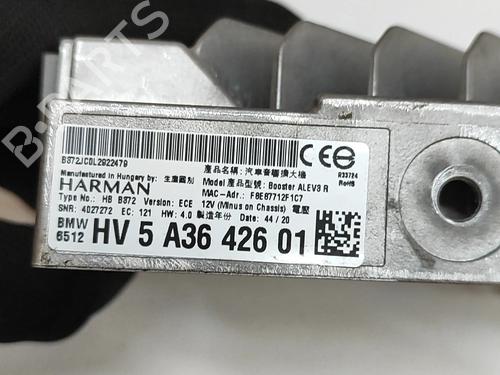 B372JC0L2922479
Manufactured in Hungary by: 生產國別
產品名稱: 汽車音響擴大機
HARMAN
Model 產品型號: Booster ALEV3 R
R33724
RoHS
MAC-Adr.: F8E87712F1C7
Type No.: HB B372 Version: ECE 12V (Minus on Chassis) 電壓
SNR: 4027272 EC: 121 HW: 4.0 製造年份 Date: 44/20
BMW
6512
HV 5 A36 426 01
B-PARTS